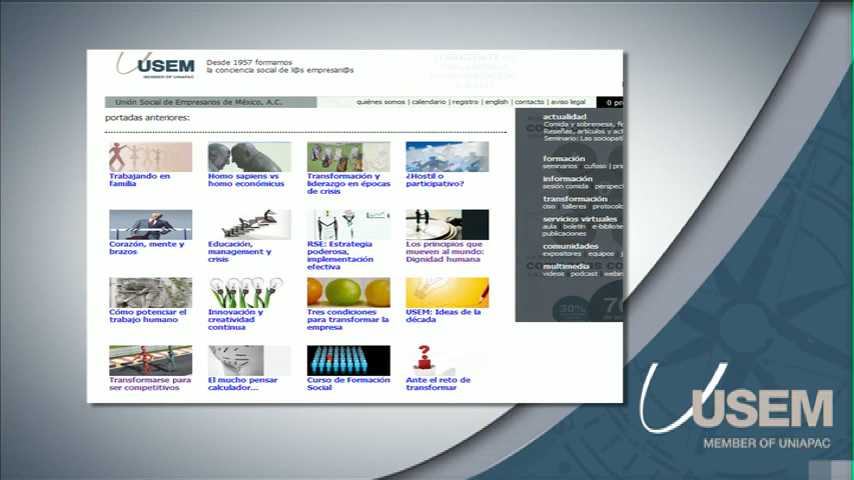 USEM
MEMBER OF UNIAPAC
Desde 1957 formamos
la conciencia social de l@s empresari@s
Unión Social de Empresarios de México, A.C.
quiénes somos | calendario | registro | english | contacto | aviso legal
portadas anteriores:
Trabajando en familia
Homo sapiens vs homo económicus
Transformación y liderazgo en épocas de crisis
¿Hostil o participativo?
Corazón, mente y brazos
Educación, management y crisis
RSE: Estrategia poderosa, implementación efectiva
Los principios que mueven al mundo: Dignidad humana
Cómo potenciar el trabajo humano
Innovación y creatividad continua
Tres condiciones para transformar la empresa
USEM: Ideas de la década
Transformarse para ser competitivos
El mucho pensar calculador...
Curso de Formación Social
Ante el reto de transformar
actualidad
Comida y sobremesa,
Reseñas, artículos y
Seminario: Las
formación
seminarios
información
sesión comida
transformación
ciso talleres
servicios virtuales
aula boletín
publicaciones
comunidades
expositores equipos
multimedia
videos podcast
30%
USEM
MEMBER OF UNIAPAC